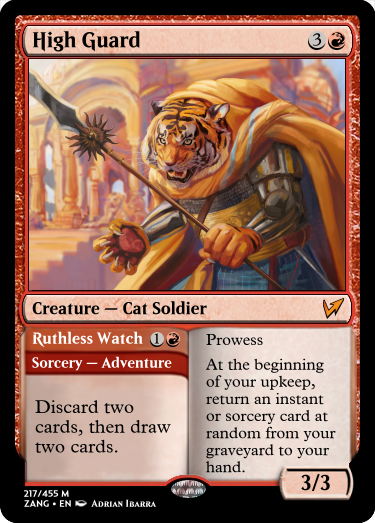 High Guard 3
Creature — Cat Soldier
Ruthless Watch 1
Sorcery — Adventure
Discard two
cards, then draw
two cards.
Prowess
At the beginning
of your upkeep,
return an instant
or sorcery card at
random from your
graveyard to your
hand.
3/3
217/455 M
ZANG • EN Adrian Ibarra